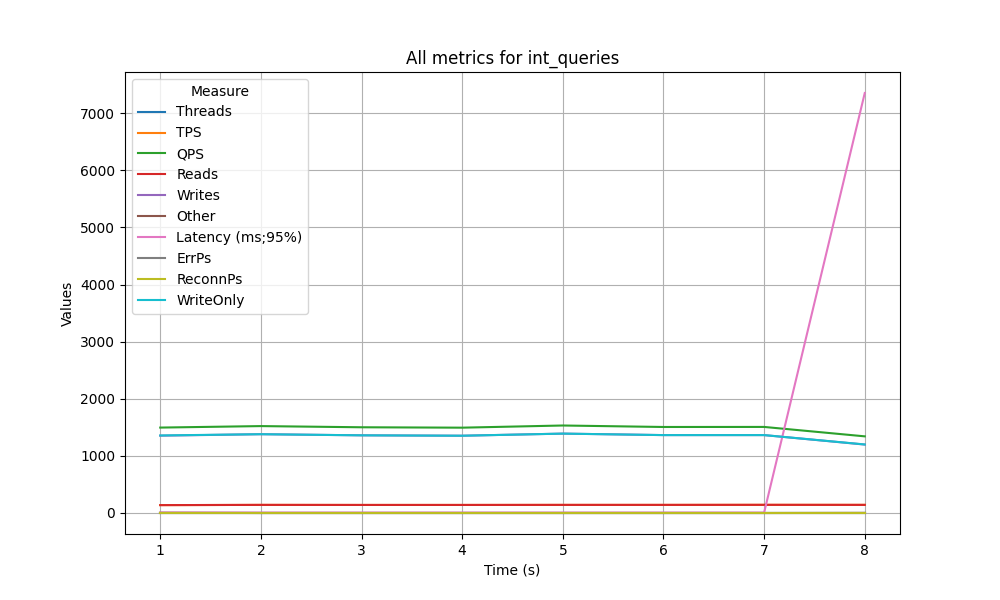 All metrics for int_queries
Measure
Threads
TPS
QPS
Reads
Writes
Other
Latency (ms;95%)
ErrPs
ReconnPs
WriteOnly
Values
7000
6000
5000
4000
3000
2000
1000
0
1 2 3 4 5 6 7 8
Time (s)